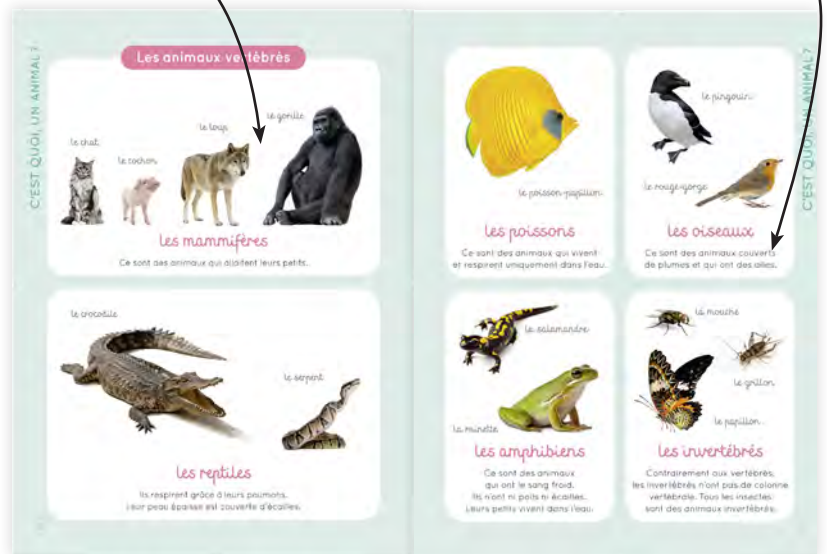 C'EST QUOI, UN ANIMAL ?
Les animaux vertébrés
le chat
le cochon
le loup
le gorille
les mammifères
Ce sont des animaux qui allaitent leurs petits.
le crocodile
le serpent
les reptiles
Ils respirent grâce à leurs poumons.
Leur peau épaisse est couverte d'écailles.
le poisson-papillon
les poissons
Ce sont des animaux qui vivent
et respirent uniquement dans l'eau.
le pingouin
le rouge-gorge
les oiseaux
Ce sont des animaux couverts
de plumes et qui ont des ailes.
la salamandre
la rainette
les amphibiens
Ce sont des animaux
qui ont le sang froid.
Ils n'ont ni poils ni écailles.
Leurs petits vivent dans l'eau.
la mouche
le grillon
le papillon
les invertébrés
Contrairement aux vertébrés,
les invertébrés n'ont pas de colonne
vertébrale. Tous les insectes
sont des animaux invertébrés.
C'EST QUOI, UN ANIMAL ?